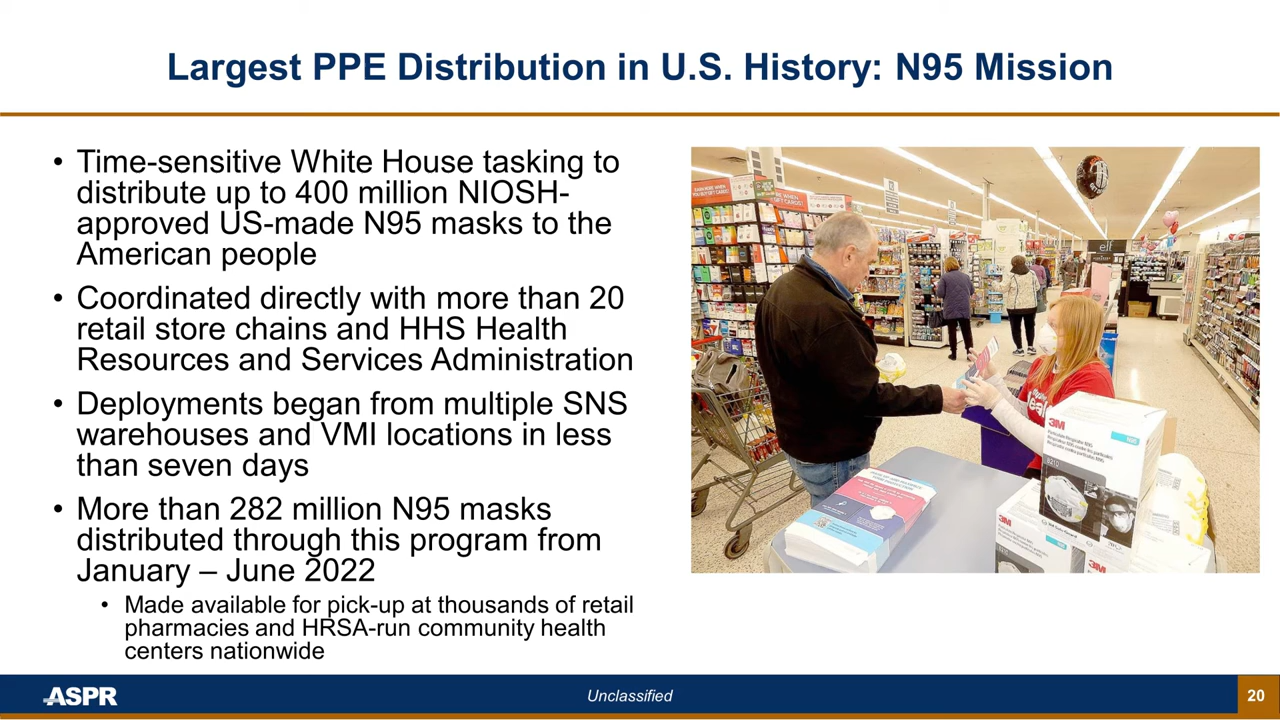 Largest PPE Distribution in U.S. History: N95 Mission
• Time-sensitive White House tasking to
distribute up to 400 million NIOSH-
approved US-made N95 masks to the
American people
• Coordinated directly with more than 20
retail store chains and HHS Health
Resources and Services Administration
• Deployments began from multiple SNS
warehouses and VMI locations in less
than seven days
• More than 282 million N95 masks
distributed through this program from
January – June 2022
• Made available for pick-up at thousands of retail
pharmacies and HRSA-run community health
centers nationwide
e.l.f.
3M
8210
3M
3M
ASPR
Unclassified
20